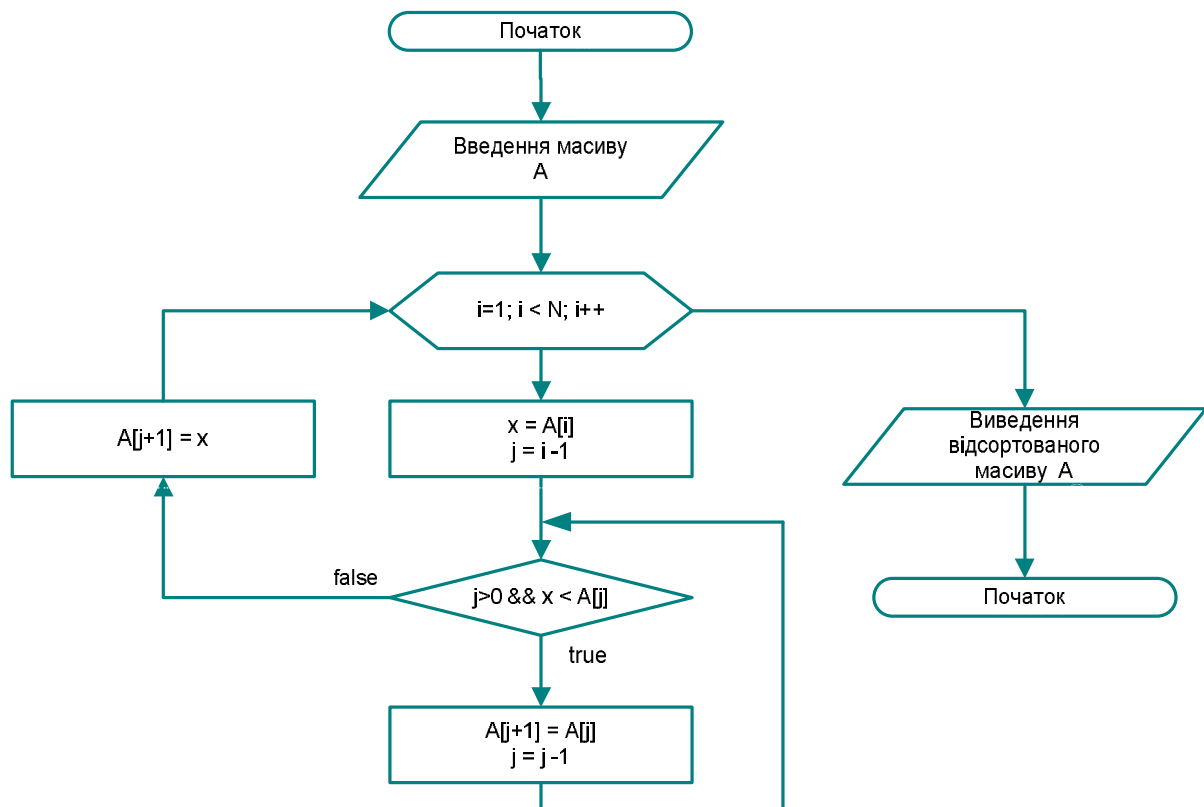 Початок
Введення масиву
А
i=1; i < N; i++
A[j+1] = x
x = A[i]
j = i -1
Виведення
відсортованого
масиву А
false
j>0 && x < A[j]
Початок
true
A[j+1] = A[j]
j = j -1